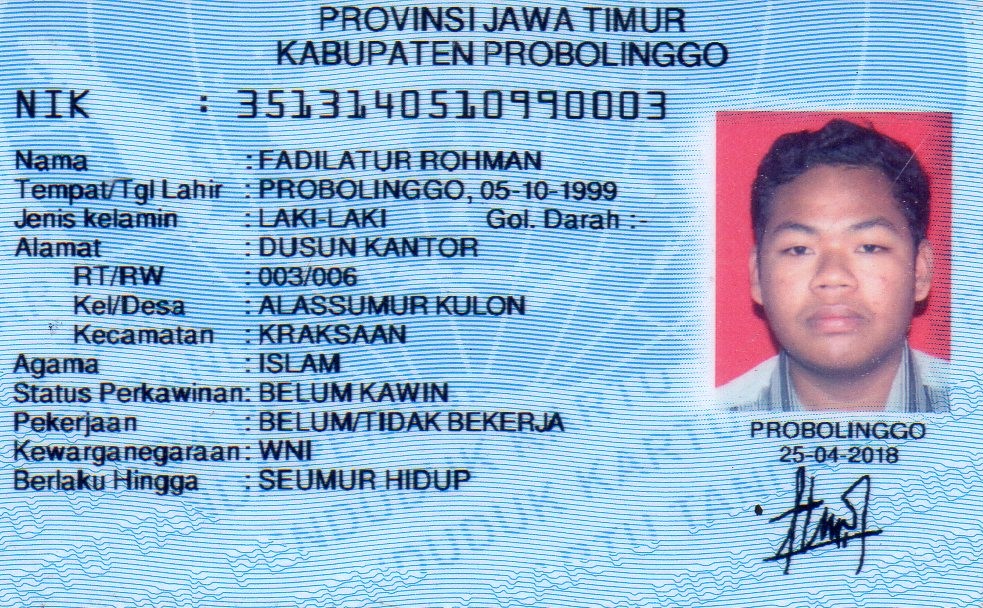 PROVINSI JAWA TIMUR
KABUPATEN PROBOLINGGO
NIK : 3513140510990003
Nama : FADILATUR ROHMAN
Tempat/Tgl Lahir : PROBOLINGGO, 05-10-1999
Jenis kelamin : LAKI-LAKI Gol. Darah :-
Alamat : DUSUN KANTOR
RT/RW : 003/006
Kel/Desa : ALASSUMUR KULON
Kecamatan : KRAKSAAN
Agama : ISLAM
Status Perkawinan: BELUM KAWIN
Pekerjaan : BELUM/TIDAK BEKERJA
Kewarganegaraan: WNI
Berlaku Hingga : SEUMUR HIDUP
PROBOLINGGO
25-04-2018